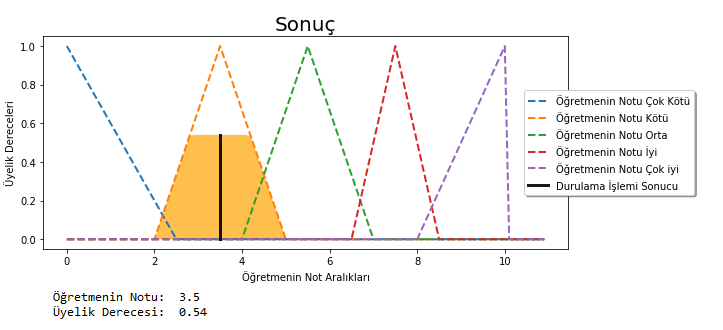 Sonuç
1.0
0.8
0.6
0.4
0.2
0.0
Üyelik Dereceleri
0
2
4
6
8
10
Öğretmenin Not Aralıkları
Öğretmenin Notu Çok Kötü
Öğretmenin Notu Kötü
Öğretmenin Notu Orta
Öğretmenin Notu İyi
Öğretmenin Notu Çok iyi
Durulama İşlemi Sonucu
Öğretmenin Notu: 3.5
Üyelik Derecesi: 0.54